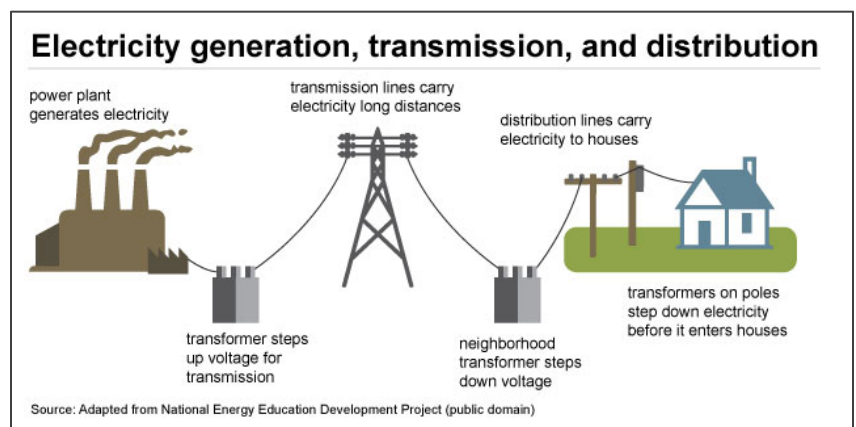 Electricity generation, transmission, and distribution
power plant
generates electricity
transmission lines carry
electricity long distances
distribution lines carry
electricity to houses
transformer steps
up voltage for
transmission
neighborhood
transformer steps
down voltage
transformers on poles
step down electricity
before it enters houses
Source: Adapted from National Energy Education Development Project (public domain)